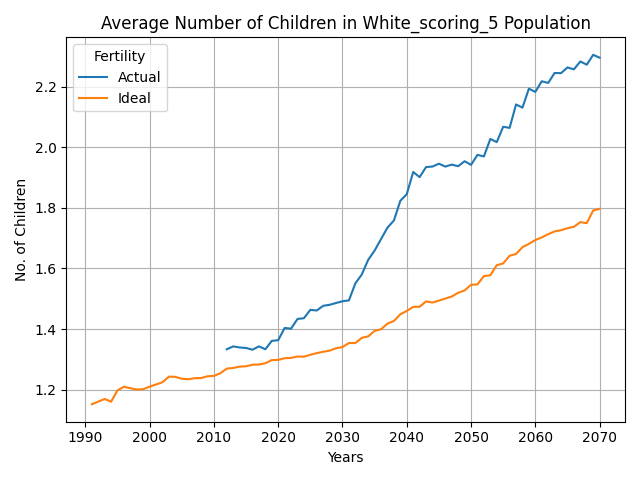 Average Number of Children in White_scoring_5 Population
Fertility
Actual
Ideal
No. of Children
2.2
2.0
1.8
1.6
1.4
1.2
1990 2000 2010 2020 2030 2040 2050 2060 2070
Years